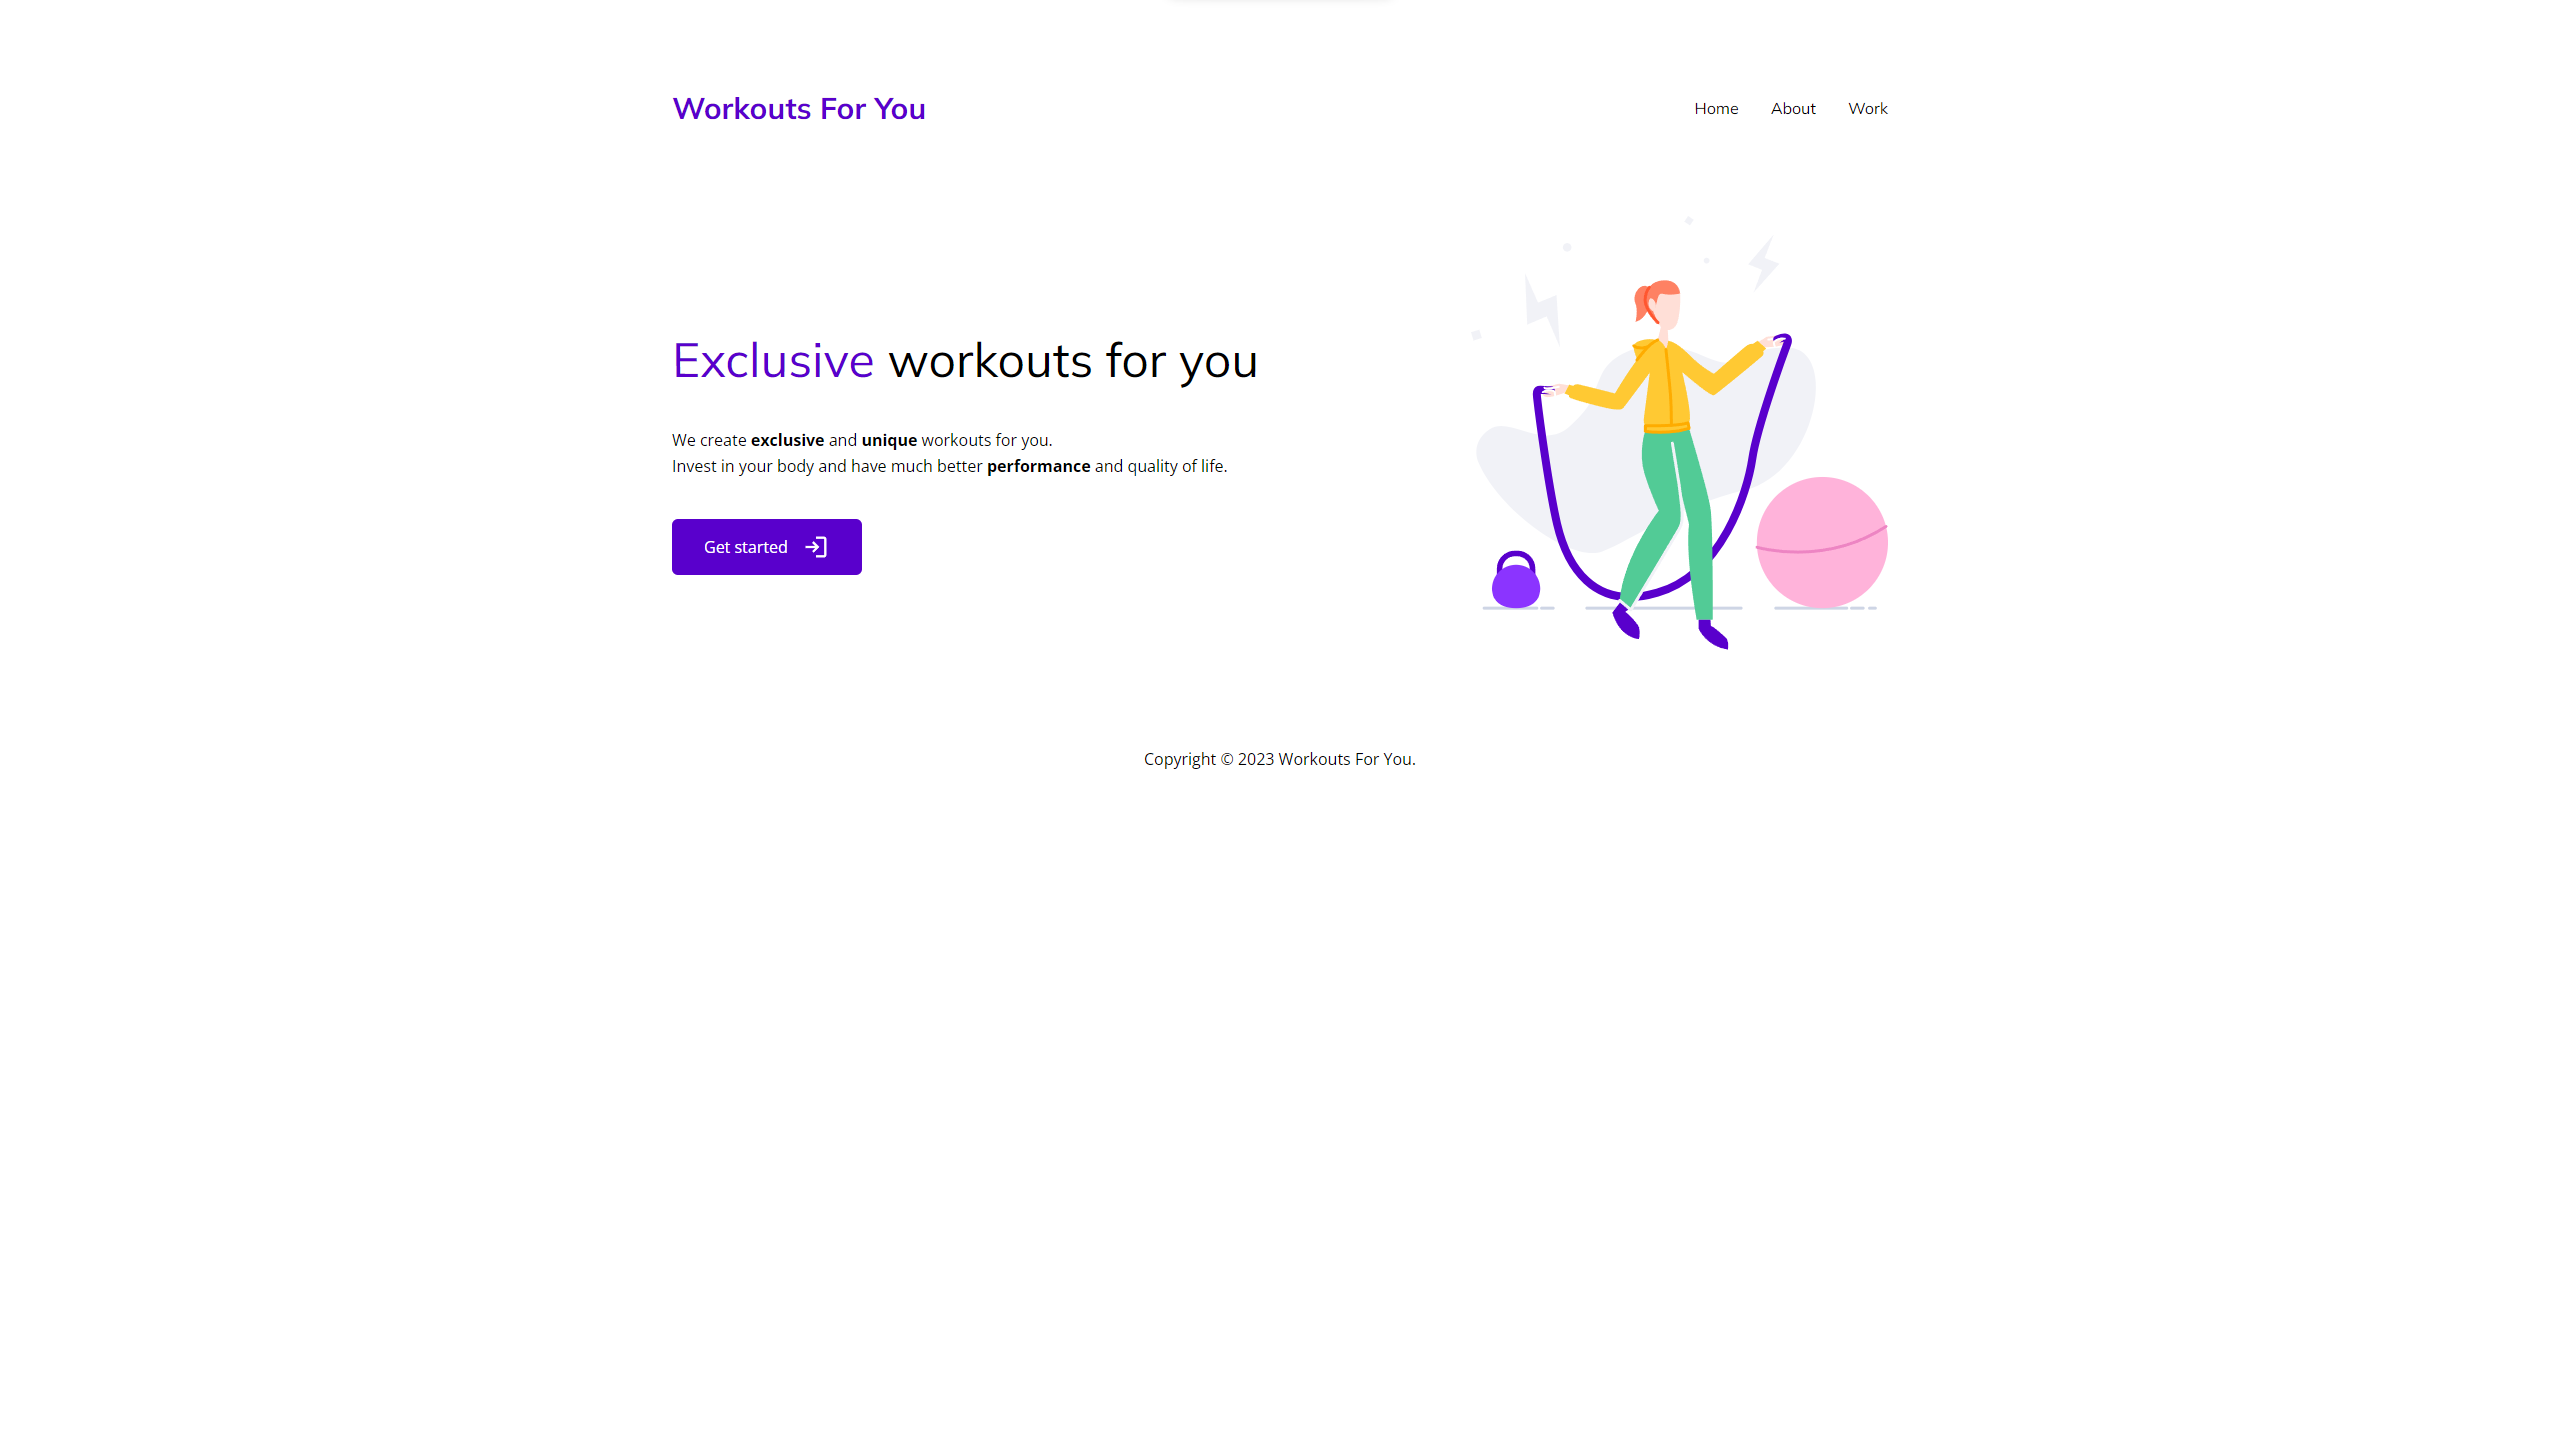 Workouts For You
Home About Work
Exclusive workouts for you
We create exclusive and unique workouts for you.
Invest in your body and have much better performance and quality of life.
Get started
Copyright © 2023 Workouts For You.